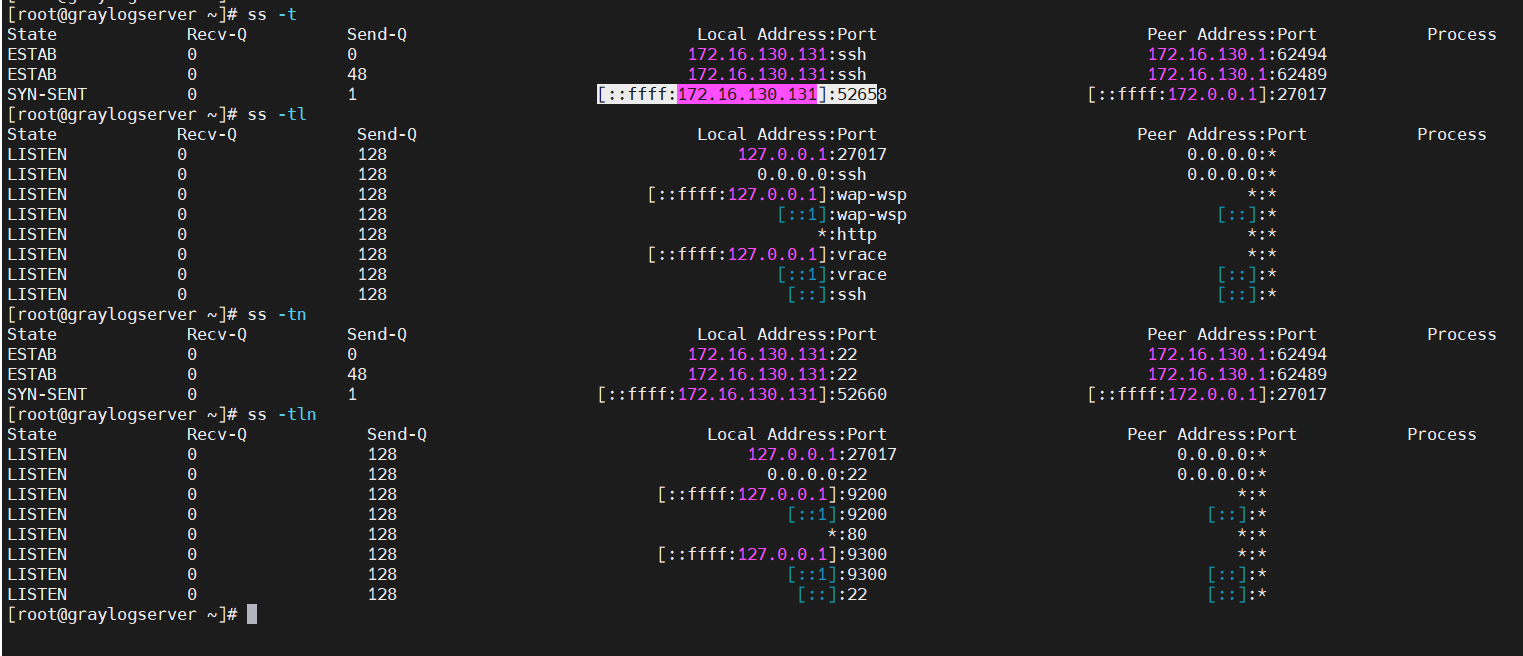 [root@graylogserver ~]# ss -t
State Recv-Q Send-Q Local Address:Port Peer Address:Port Process
ESTAB 0 0 172.16.130.131:ssh 172.16.130.1:62494
ESTAB 0 48 172.16.130.131:ssh 172.16.130.1:62489
SYN-SENT 0 1 [::ffff:172.16.130.131]:52658 [::ffff:172.0.0.1]:27017
[root@graylogserver ~]# ss -tl
State Recv-Q Send-Q Local Address:Port Peer Address:Port Process
LISTEN 0 128 127.0.0.1:27017 0.0.0.0:*
LISTEN 0 128 0.0.0.0:ssh 0.0.0.0:*
LISTEN 0 128 [::ffff:127.0.0.1]:wap-wsp *:*
LISTEN 0 128 [::1]:wap-wsp [::]:*
LISTEN 0 128 *:http *:*
LISTEN 0 128 [::ffff:127.0.0.1]:vrace *:*
LISTEN 0 128 [::1]:vrace [::]:*
LISTEN 0 128 [::]:ssh [::]:*
[root@graylogserver ~]# ss -tn
State Recv-Q Send-Q Local Address:Port Peer Address:Port Process
ESTAB 0 0 172.16.130.131:22 172.16.130.1:62494
ESTAB 0 48 172.16.130.131:22 172.16.130.1:62489
SYN-SENT 0 1 [::ffff:172.16.130.131]:52660 [::ffff:172.0.0.1]:27017
[root@graylogserver ~]# ss -tln
State Recv-Q Send-Q Local Address:Port Peer Address:Port Process
LISTEN 0 128 127.0.0.1:27017 0.0.0.0:*
LISTEN 0 128 0.0.0.0:22 0.0.0.0:*
LISTEN 0 128 [::ffff:127.0.0.1]:9200 *:*
LISTEN 0 128 [::1]:9200 [::]:*
LISTEN 0 128 *:80 *:*
LISTEN 0 128 [::ffff:127.0.0.1]:9300 *:*
LISTEN 0 128 [::1]:9300 [::]:*
LISTEN 0 128 [::]:22 [::]:*
[root@graylogserver ~]#